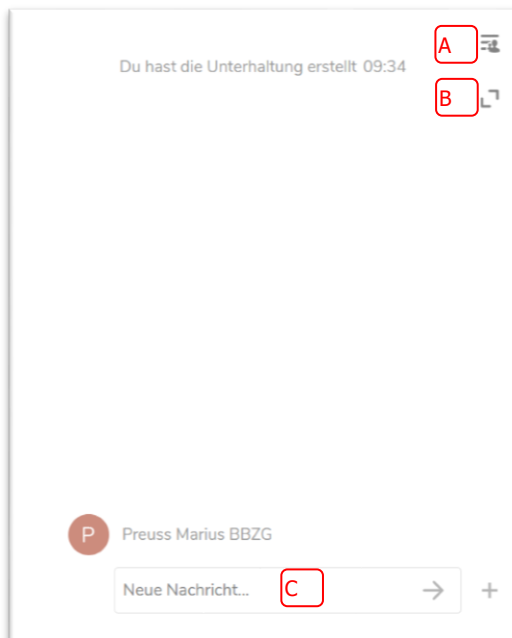 A
Du hast die Unterhaltung erstellt 09:34
B
P Preuss Marius BBZG
Neue Nachricht... C